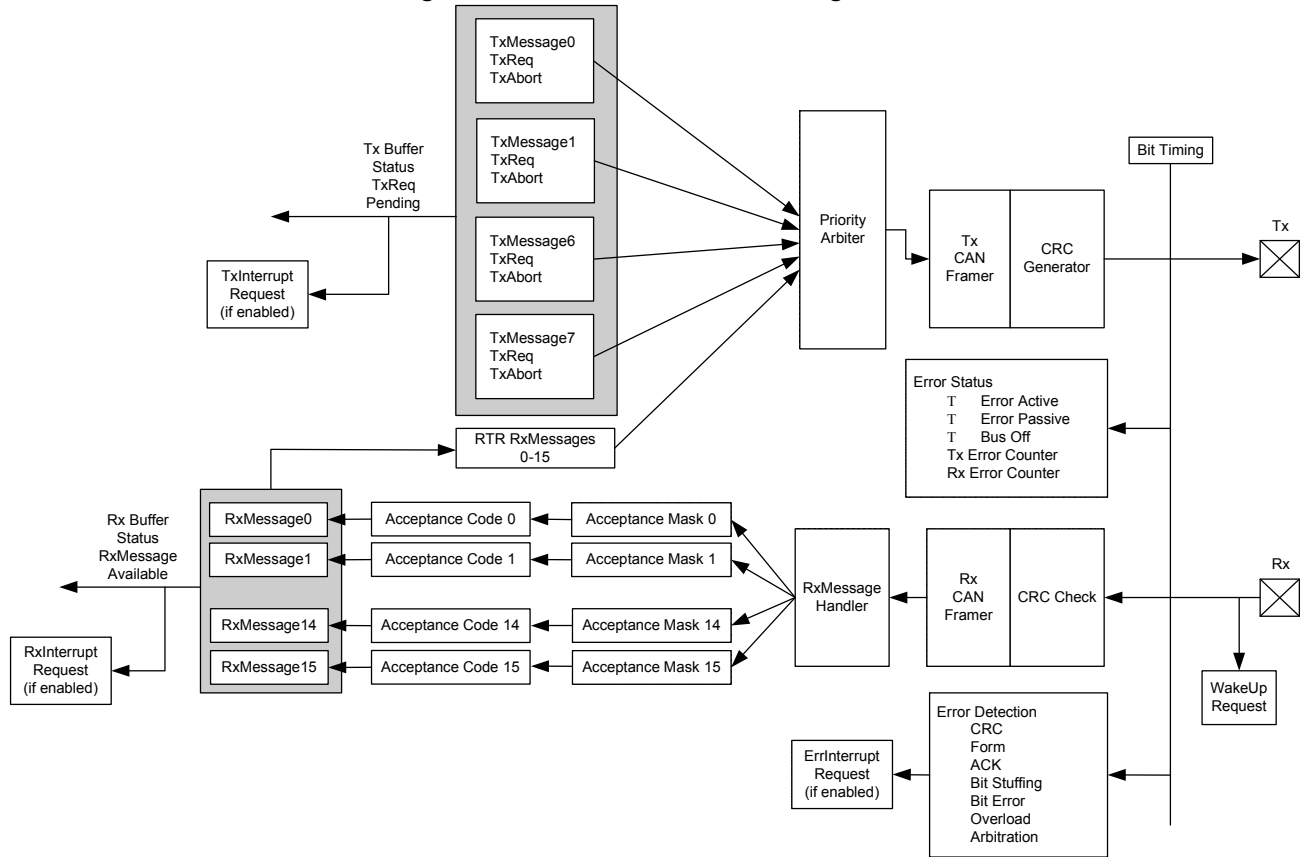 TxMessage0
TxReq
TxAbort
TxMessage1
TxReq
TxAbort
TxMessage6
TxReq
TxAbort
TxMessage7
TxReq
TxAbort
Tx Buffer
Status
TxReq
Pending
TxInterrupt
Request
(if enabled)
Priority
Arbiter
Tx
CAN
Framer
CRC
Generator
Bit Timing
Tx
Error Status
T Error Active
T Error Passive
T Bus Off
Tx Error Counter
Rx Error Counter
RTR RxMessages
0-15
Rx Buffer
Status
RxMessage
Available
RxInterrupt
Request
(if enabled)
RxMessage0
Acceptance Code 0
Acceptance Mask 0
RxMessage1
Acceptance Code 1
Acceptance Mask 1
RxMessage14
Acceptance Code 14
Acceptance Mask 14
RxMessage15
Acceptance Code 15
Acceptance Mask 15
RxMessage
Handler
Rx
CAN
Framer
CRC Check
Rx
WakeUp
Request
Error Detection
CRC
Form
ACK
Bit Stuffing
Bit Error
Overload
Arbitration
ErrInterrupt
Request
(if enabled)